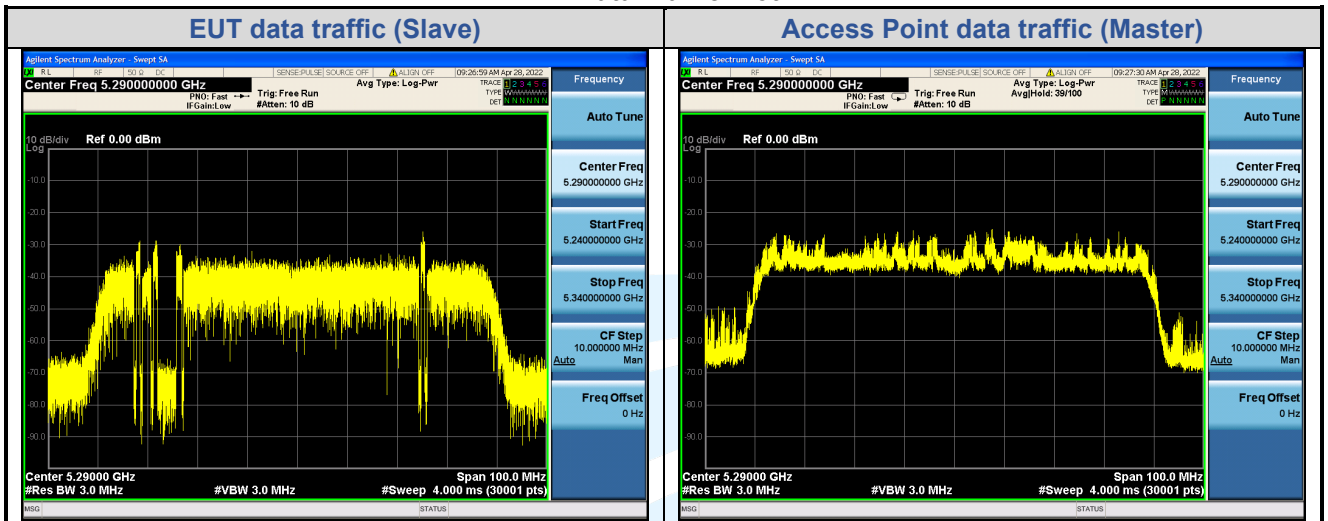 EUT data traffic (Slave)
Access Point data traffic (Master)
Agilent Spectrum Analyzer - Swept SA
RL RF 50 Ω DC SENSE:PULSE SOURCE OFF ALIGN OFF 09:26:59 AM Apr 28, 2022
Center Freq 5.290000000 GHz
PNO: Fast
IFGain:Low
Trig: Free Run
#Atten: 10 dB
Avg Type: Log-Pwr
TRACE 1 2 3 4 5 6
TYPE
DET N N N N N N
10 dB/div
Log
Ref 0.00 dBm
-10.0
-20.0
-30.0
-40.0
-50.0
-60.0
-70.0
-80.0
-90.0
Center 5.29000 GHz
Span 100.0 MHz
#Res BW 3.0 MHz
#VBW 3.0 MHz
#Sweep 4.000 ms (30001 pts)
MSG
STATUS
Frequency
Auto Tune
Center Freq
5.290000000 GHz
Start Freq
5.240000000 GHz
Stop Freq
5.340000000 GHz
CF Step
10.000000 MHz
Auto Man
Freq Offset
0 Hz
Agilent Spectrum Analyzer - Swept SA
RL RF 50 Ω DC SENSE:PULSE SOURCE OFF ALIGN OFF 09:27:30 AM Apr 28, 2022
Center Freq 5.290000000 GHz
PNO: Fast
IFGain:Low
Trig: Free Run
#Atten: 10 dB
Avg Type: Log-Pwr
Avg|Hold: 39/100
TRACE 1 2 3 4 5 6
TYPE M
DET P N N N N N
10 dB/div
Log
Ref 0.00 dBm
-10.0
-20.0
-30.0
-40.0
-50.0
-60.0
-70.0
-80.0
-90.0
Center 5.29000 GHz
Span 100.0 MHz
#Res BW 3.0 MHz
#VBW 3.0 MHz
#Sweep 4.000 ms (30001 pts)
MSG
STATUS
Frequency
Auto Tune
Center Freq
5.290000000 GHz
Start Freq
5.240000000 GHz
Stop Freq
5.340000000 GHz
CF Step
10.000000 MHz
Auto Man
Freq Offset
0 Hz